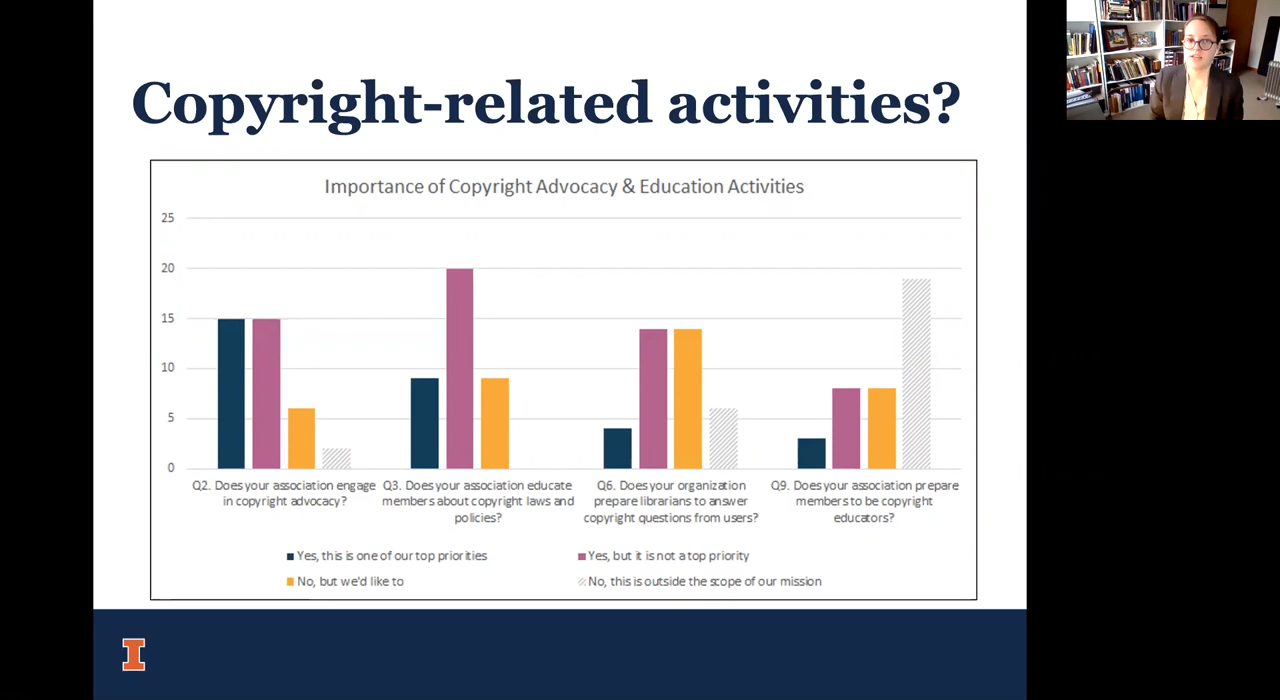 Copyright-related activities?
Importance of Copyright Advocacy & Education Activities
25
20
15
10
5
0
Q2. Does your association engage
in copyright advocacy?
Q3. Does your association educate
members about copyright laws and
policies?
Q6. Does your organization
prepare librarians to answer
copyright questions from users?
Q9. Does your association prepare
members to be copyright
educators?
Yes, this is one of our top priorities
Yes, but it is not a top priority
No, but we'd like to
No, this is outside the scope of our mission
I